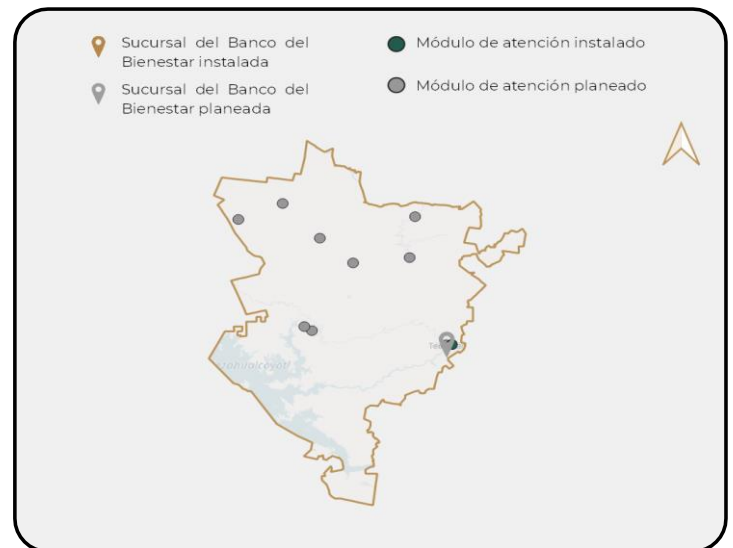 Sucursal del Banco del
Bienestar instalada
Sucursal del Banco del
Bienestar planeada
Módulo de atención instalado
Módulo de atención planeado